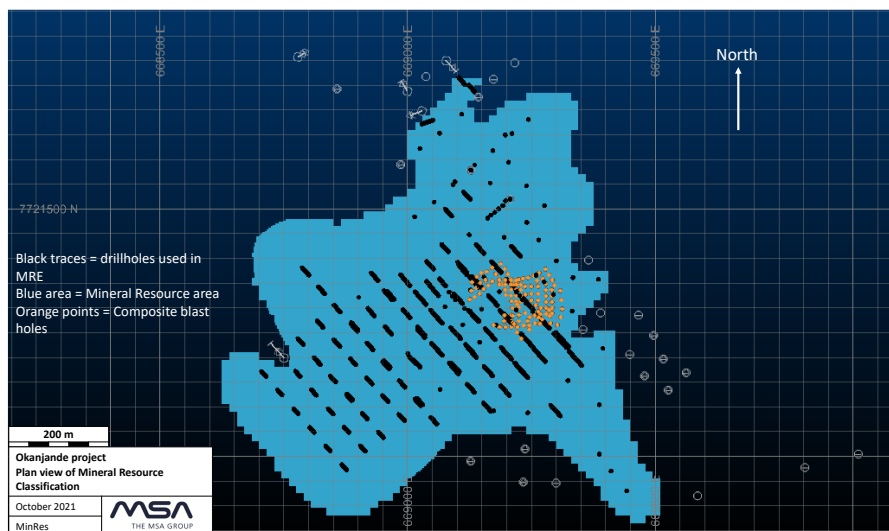 668500 E
669000 E
669500 E
North
7721500 N
Black traces = drillholes used in
MRE
Blue area = Mineral Resource area
Orange points = Composite blast
holes
200 m
Okanjande project
Plan view of Mineral Resource
Classification
October 2021
MinRes
MSA
THE MSA GROUP
669000 E